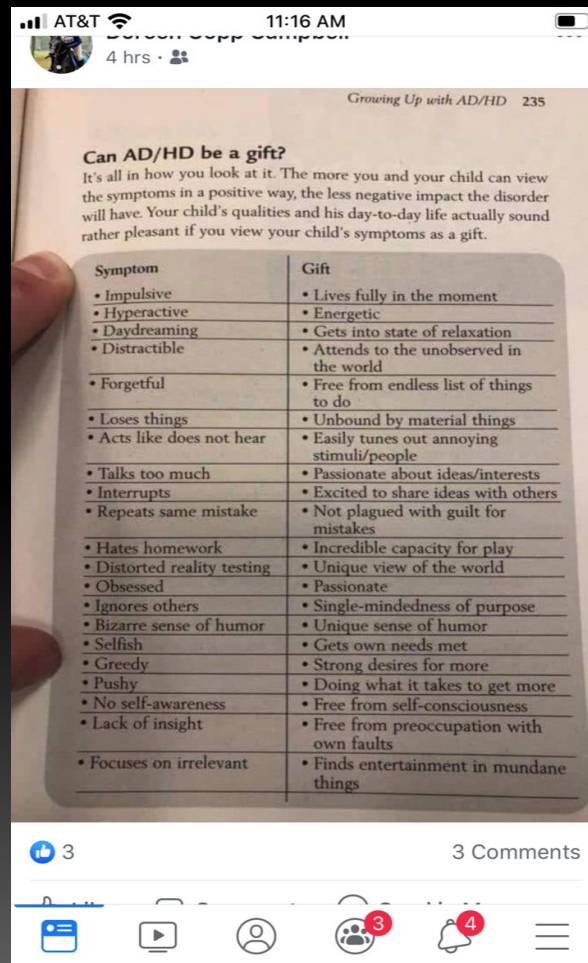 AT&T 11:16 AM
4 hrs ·
Growing Up with AD/HD 235
Can AD/HD be a gift?
It's all in how you look at it. The more you and your child can view
the symptoms in a positive way, the less negative impact the disorder
will have. Your child's qualities and his day-to-day life actually sound
rather pleasant if you view your child's symptoms as a gift.
Symptom Gift
• Impulsive • Lives fully in the moment
• Hyperactive • Energetic
• Daydreaming • Gets into state of relaxation
• Distractible • Attends to the unobserved in
the world
• Forgetful • Free from endless list of things
to do
• Loses things • Unbound by material things
• Acts like does not hear • Easily tunes out annoying
stimuli/people
• Talks too much • Passionate about ideas/interests
• Interrupts • Excited to share ideas with others
• Repeats same mistake • Not plagued with guilt for
mistakes
• Hates homework • Incredible capacity for play
• Distorted reality testing • Unique view of the world
• Obsessed • Passionate
• Ignores others • Single-mindedness of purpose
• Bizarre sense of humor • Unique sense of humor
• Selfish • Gets own needs met
• Greedy • Strong desires for more
• Pushy • Doing what it takes to get more
• No self-awareness • Free from self-consciousness
• Lack of insight • Free from preoccupation with
own faults
• Focuses on irrelevant • Finds entertainment in mundane
things
3 3 Comments
3 4